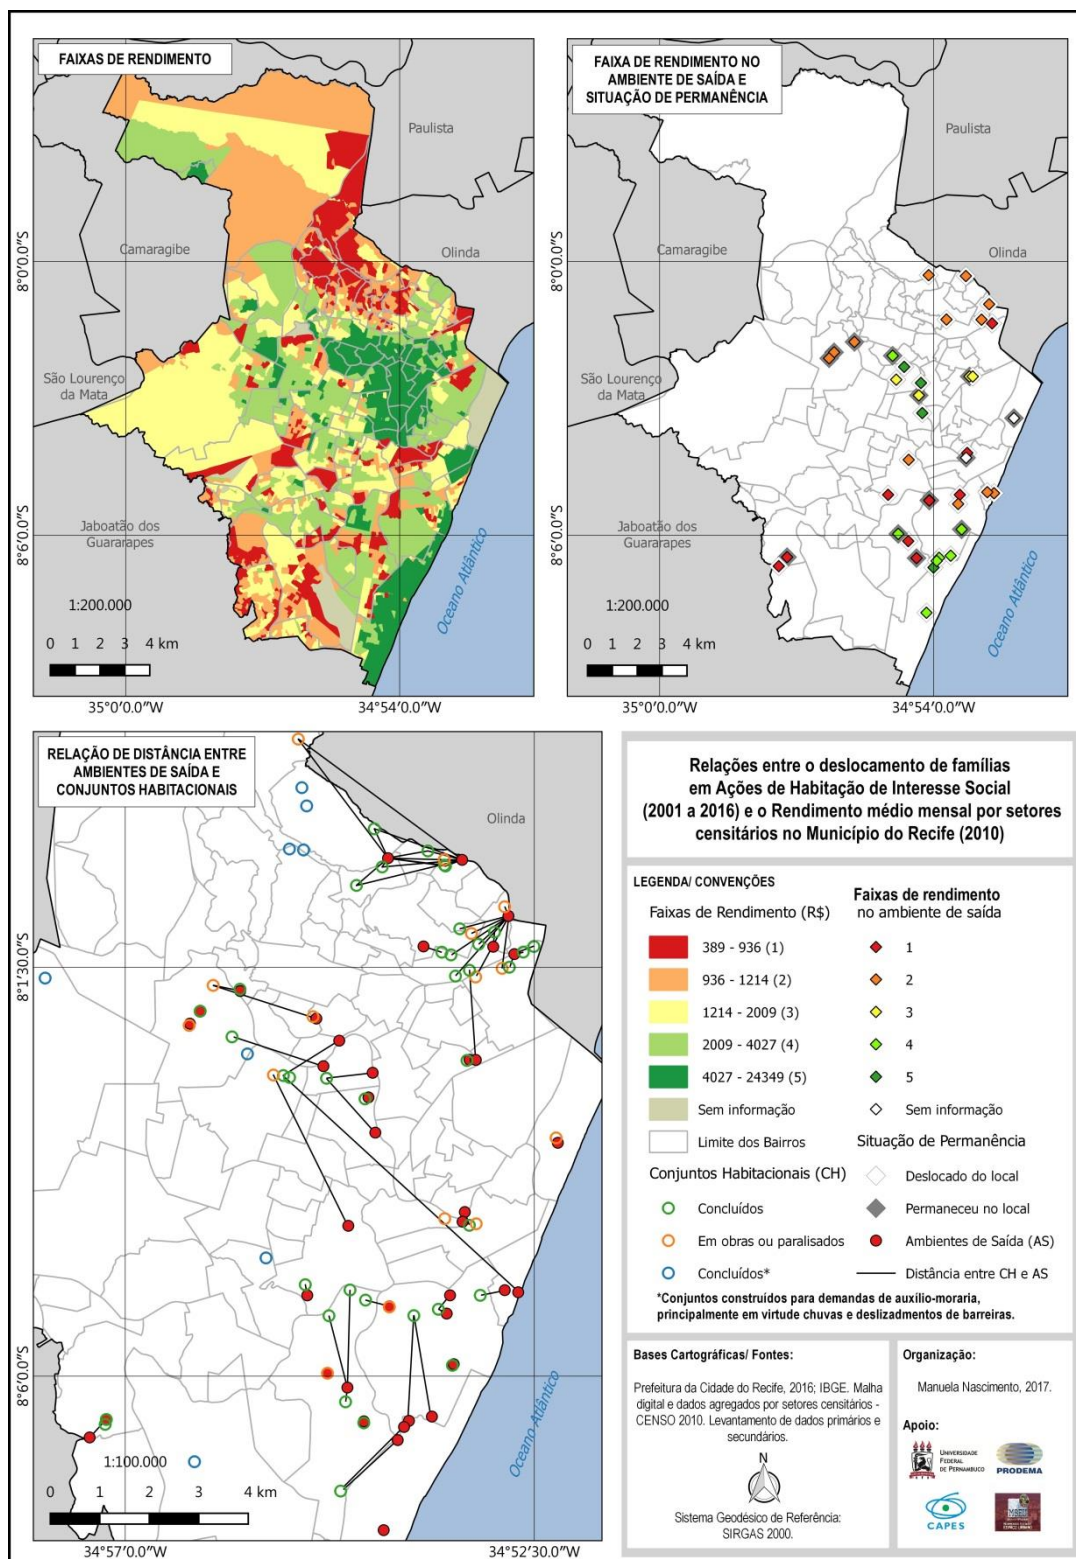 FAIXAS DE RENDIMENTO
Paulista
Camaragibe
Olinda
São Lourenço
da Mata
Jaboatão dos
Guararapes
Oceano Atlântico
8°0'0.0"S
8°6'0.0"S
1:200.000
0 1 2 3 4 km
35°0'0.0"W
34°54'0.0"W
FAIXA DE RENDIMENTO NO
AMBIENTE DE SAÍDA E
SITUAÇÃO DE PERMANÊNCIA
Paulista
Camaragibe
Olinda
São Lourenço
da Mata
Jaboatão dos
Guararapes
Oceano Atlântico
8°0'0.0"S
8°6'0.0"S
1:200.000
0 1 2 3 4 km
35°0'0.0"W
34°54'0.0"W
RELAÇÃO DE DISTÂNCIA ENTRE
AMBIENTES DE SAÍDA E
CONJUNTOS HABITACIONAIS
Olinda
Oceano Atlântico
8°1'30.0"S
8°6'0.0"S
1:100.000
0 1 2 3 4 km
34°57'0.0"W
34°52'30.0"W
Relações entre o deslocamento de famílias
em Ações de Habitação de Interesse Social
(2001 a 2016) e o Rendimento médio mensal por setores
censitários no Município do Recife (2010)
LEGENDA/ CONVENÇÕES
Faixas de Rendimento (R$)
389 - 936 (1)
936 - 1214 (2)
1214 - 2009 (3)
2009 - 4027 (4)
4027 - 24349 (5)
Sem informação
Limite dos Bairros
Conjuntos Habitacionais (CH)
Concluídos
Em obras ou paralisados
Concluídos*
Faixas de rendimento
no ambiente de saída
1
2
3
4
5
Sem informação
Situação de Permanência
Deslocado do local
Permaneceu no local
Ambientes de Saída (AS)
Distância entre CH e AS
*Conjuntos construídos para demandas de auxílio-moraria,
principalmente em virtude chuvas e deslizadmentos de barreiras.
Bases Cartográficas/ Fontes:
Prefeitura da Cidade do Recife, 2016; IBGE. Malha
digital e dados agregados por setores censitários -
CENSO 2010. Levantamento de dados primários e
secundários.
N
Sistema Geodésico de Referência:
SIRGAS 2000.
Organização:
Manuela Nascimento, 2017.
Apoio:
UNIVERSIDADE
FEDERAL
DE PERNAMBUCO
PRODEMA
CAPES